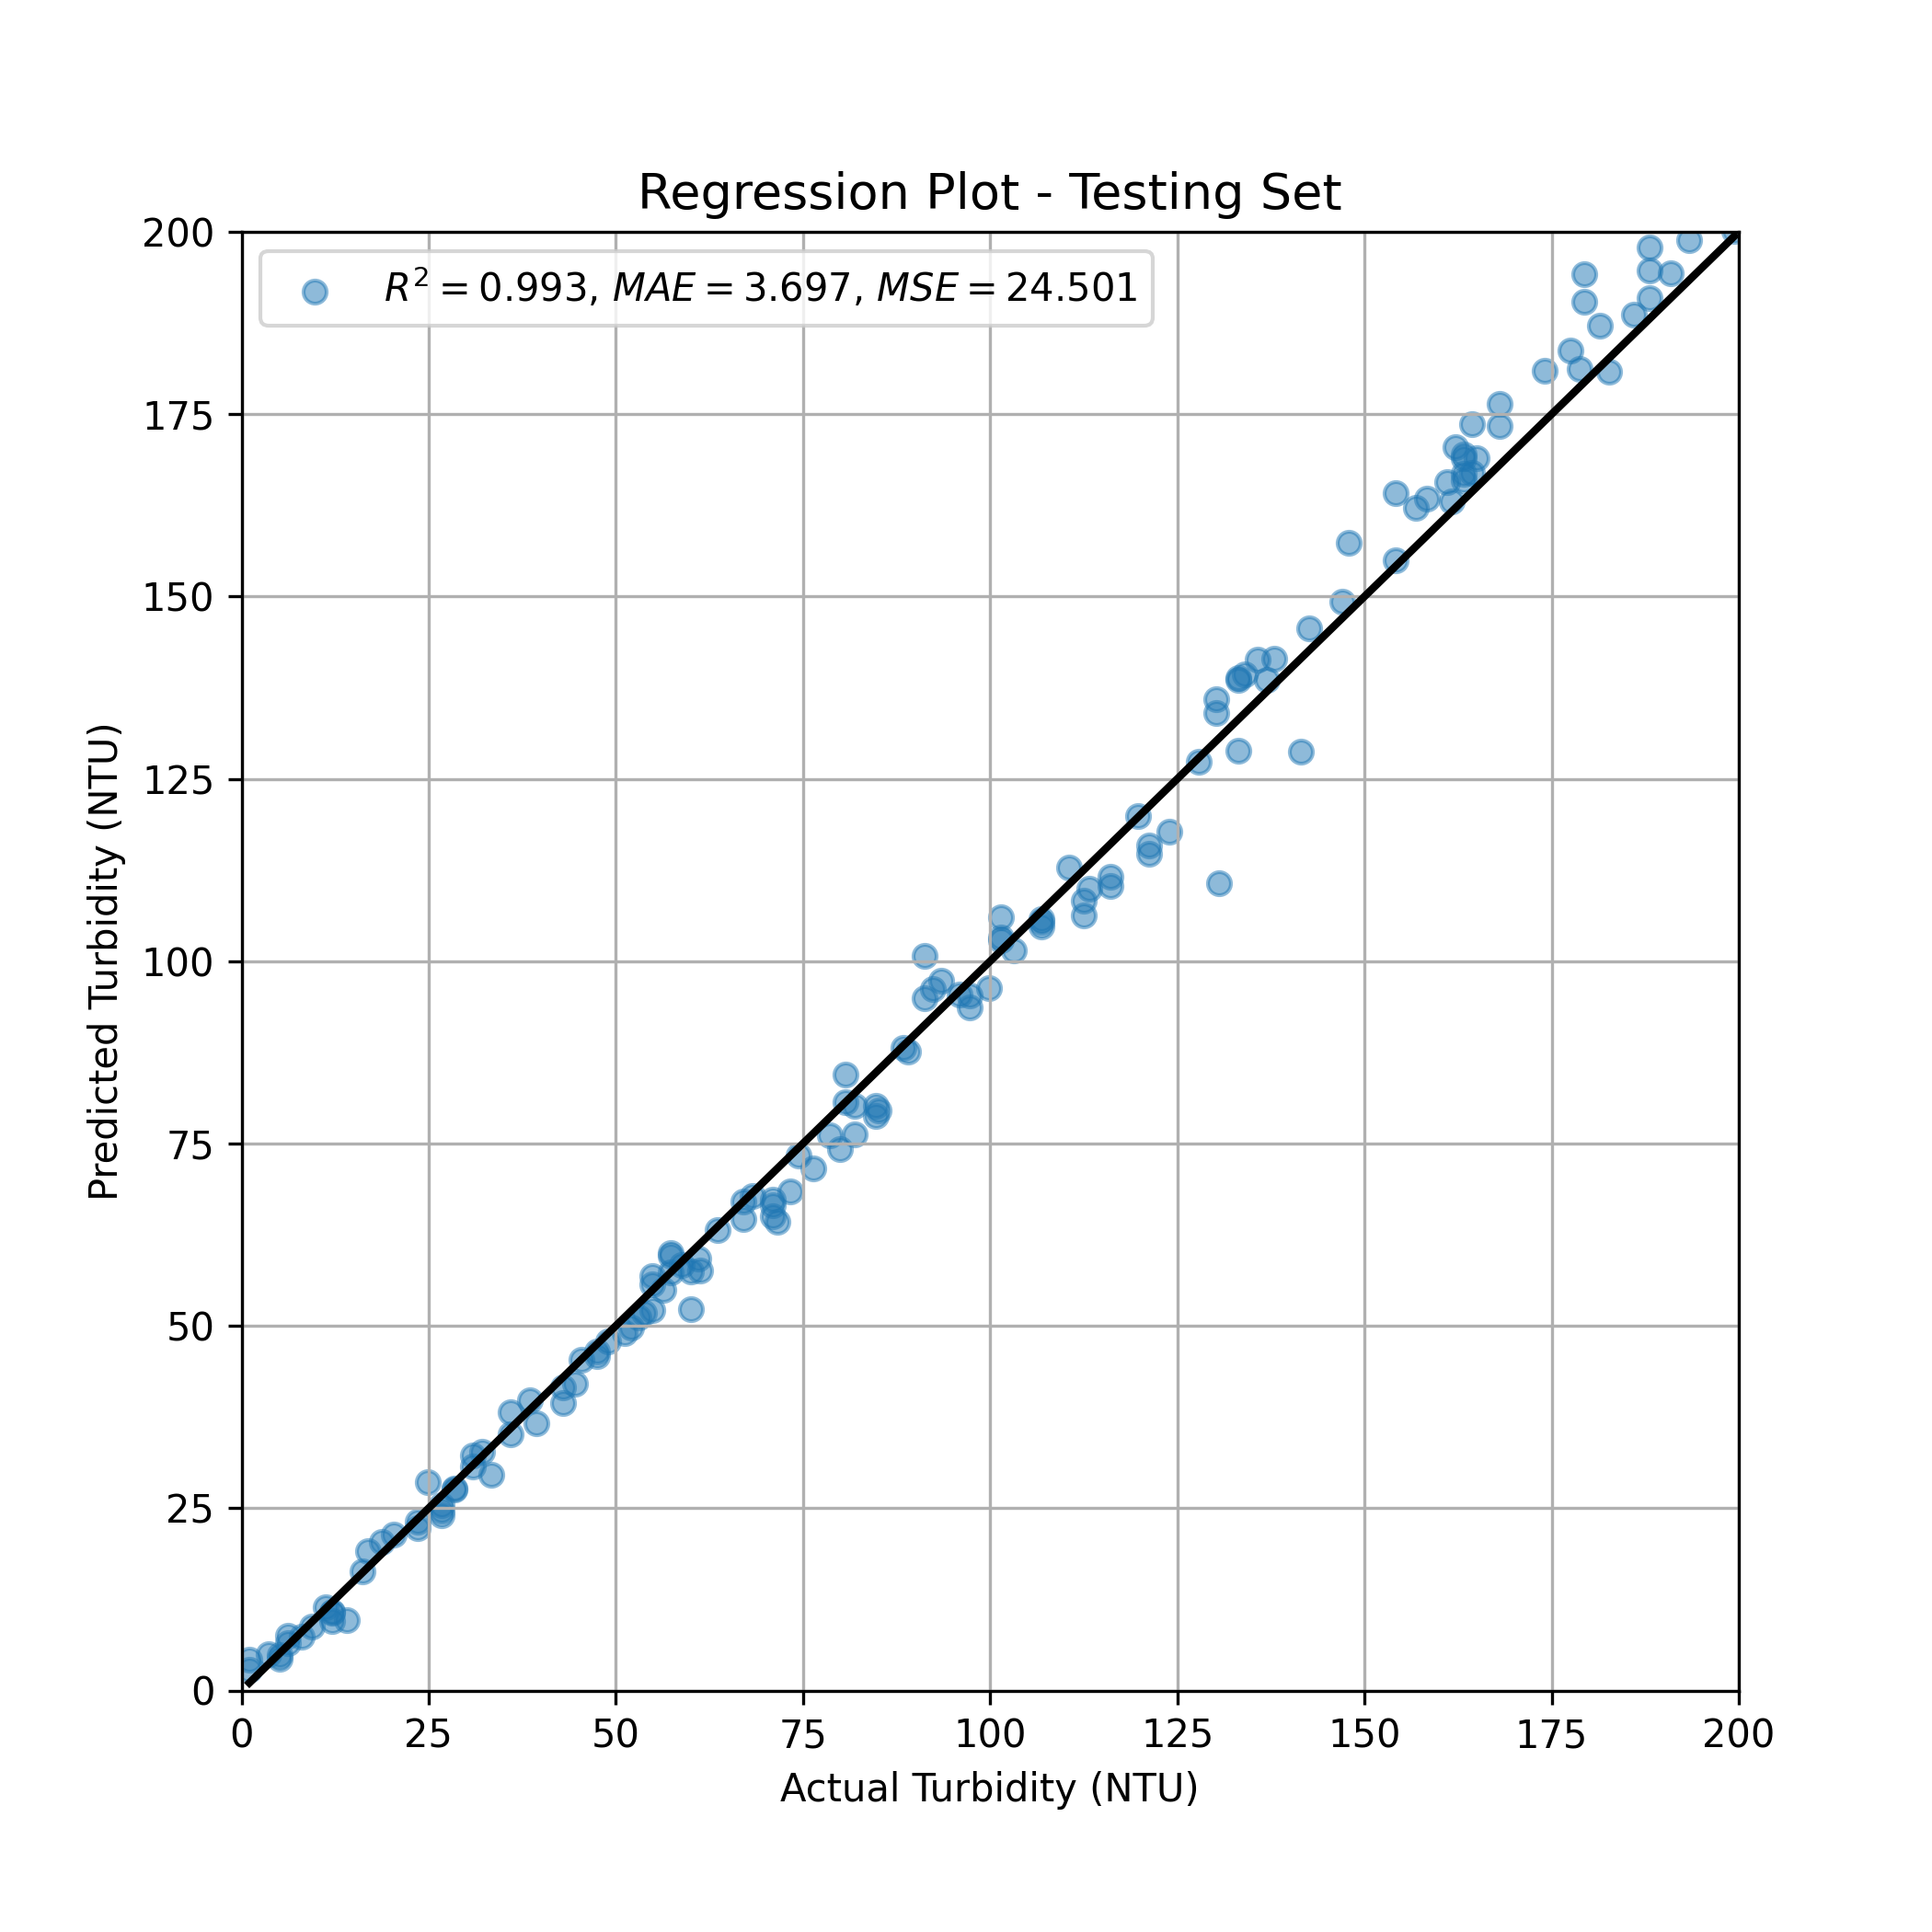 Regression Plot - Testing Set
R² = 0.993, MAE = 3.697, MSE = 24.501
200
175
150
125
100
75
50
25
0
Predicted Turbidity (NTU)
0 25 50 75 100 125 150 175 200
Actual Turbidity (NTU)